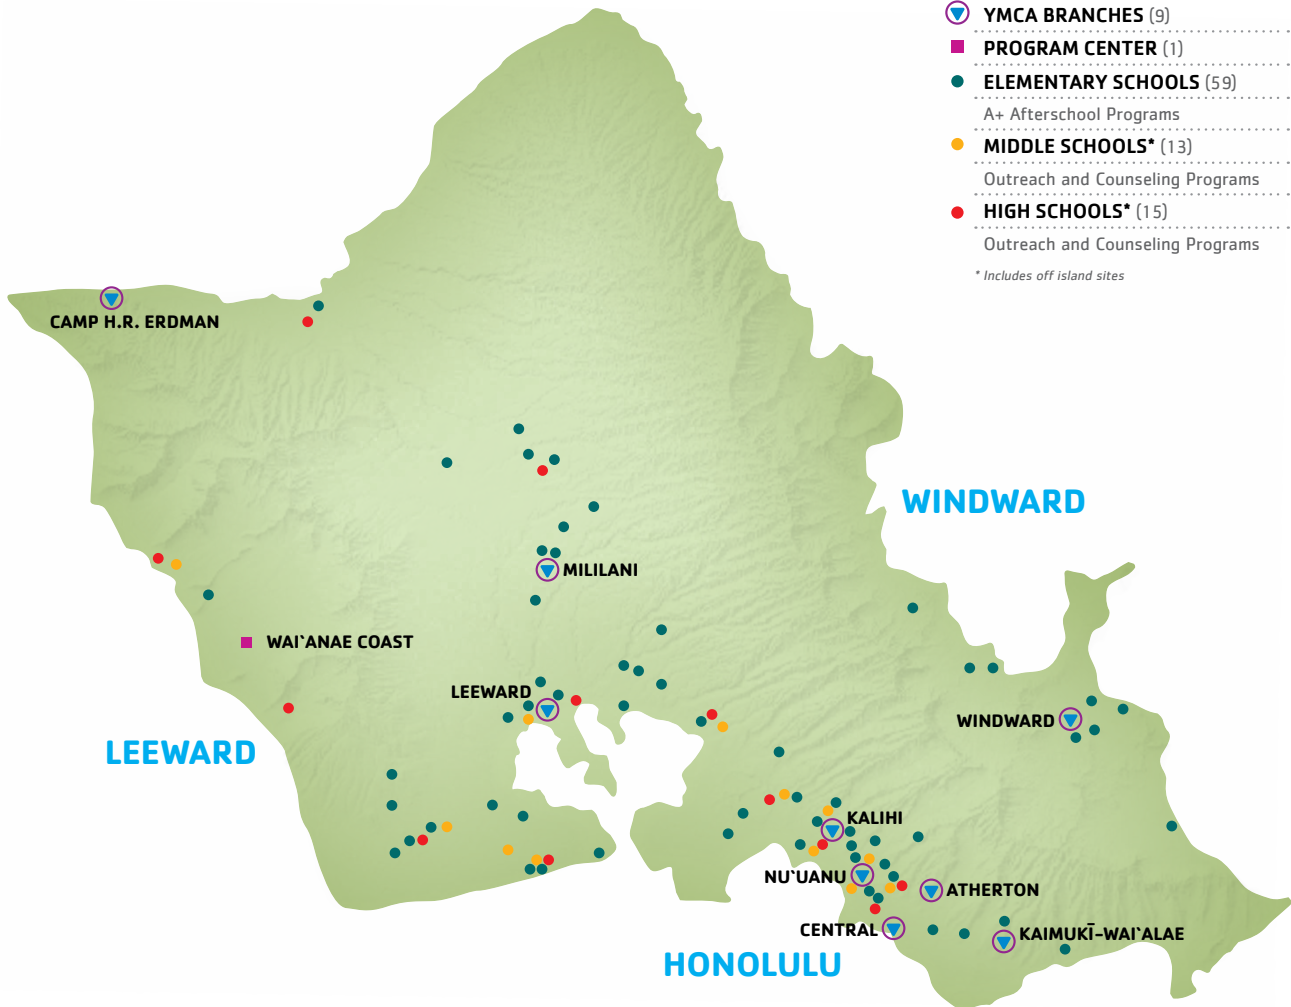 YMCA BRANCHES (9)
PROGRAM CENTER (1)
ELEMENTARY SCHOOLS (59)
A+ Afterschool Programs
MIDDLE SCHOOLS* (13)
Outreach and Counseling Programs
HIGH SCHOOLS* (15)
Outreach and Counseling Programs
* Includes off island sites
CAMP H.R. ERDMAN
WINDWARD
MILILANI
WAI`ANAE COAST
LEEWARD
WINDWARD
LEEWARD
KALIHI
NU`UANU
ATHERTON
CENTRAL
KAIMUKĪ-WAI`ALAE
HONOLULU